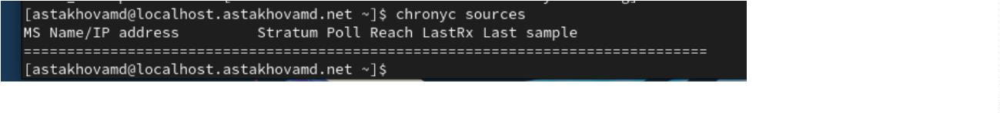 [astakhovamd@localhost.astakhovamd.net ~]$ chronyc sources
MS Name/IP address         Stratum Poll Reach LastRx Last sample
===============================================================================
[astakhovamd@localhost.astakhovamd.net ~]$